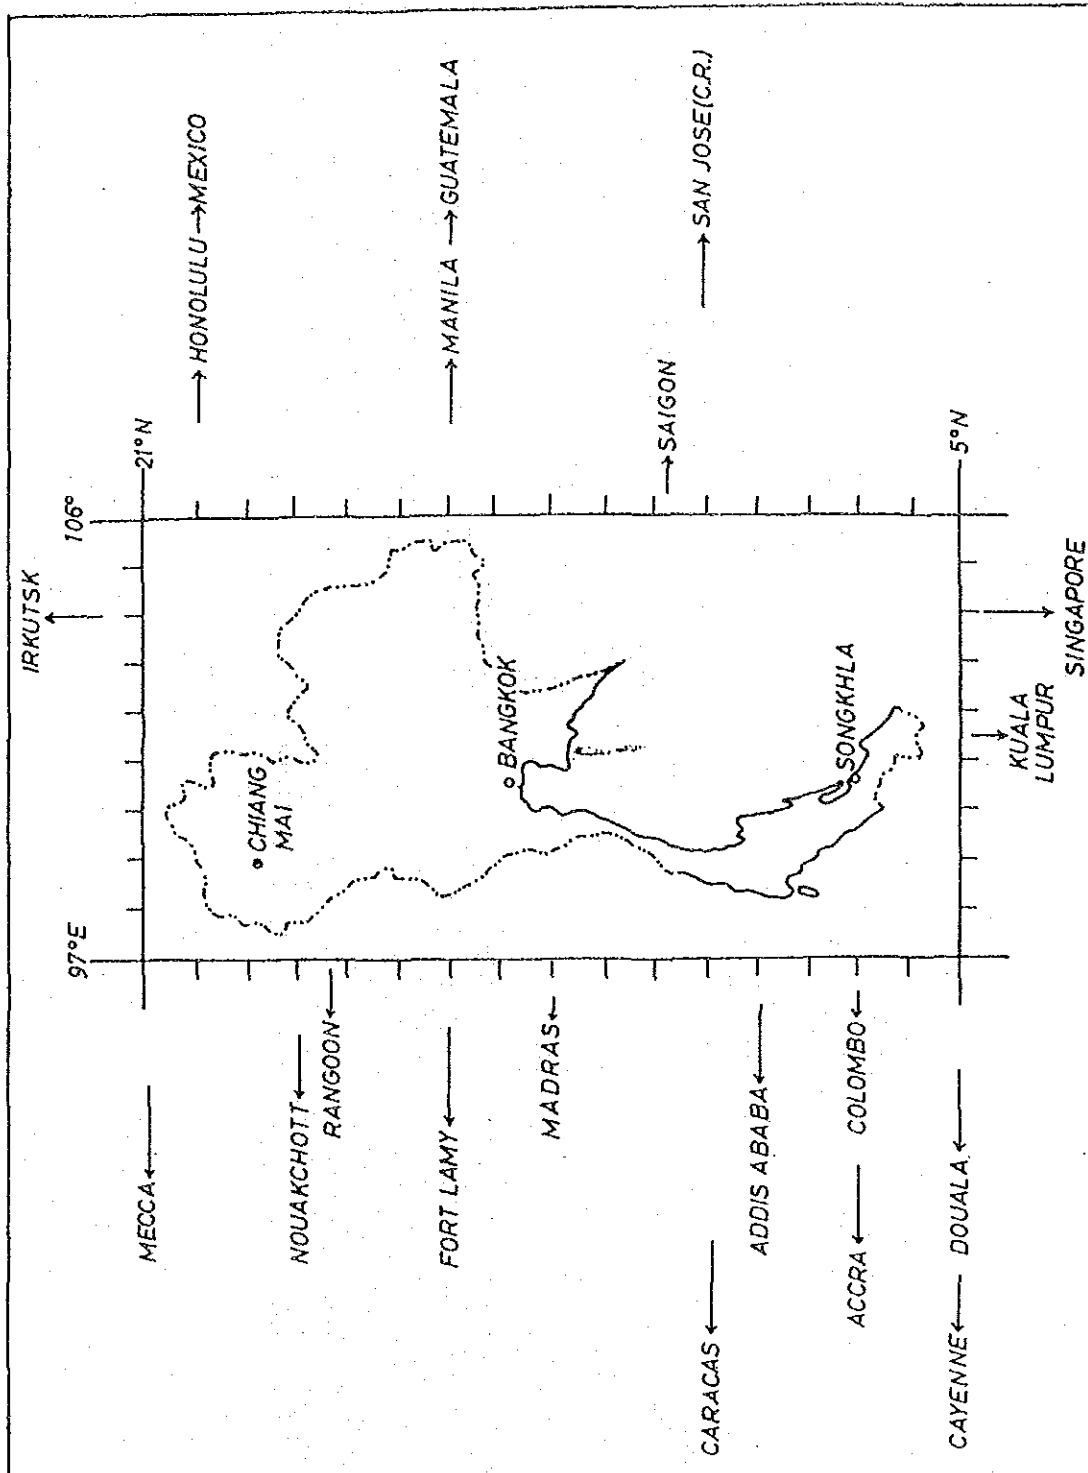 IRKUTSK
97°E
106°
21°N
MECCA
HONOLULU
MEXICO
CHIANG
MAI
NOUAKCHOTT
RANGOON
FORT LAMY
MANILA
GUATEMALA
BANGKOK
MADRAS
SAIGON
CARACAS
SAN JOSE (C.R.)
ADDIS ABABA
ACCRA
COLOMBO
SONGKHLA
CAYENNE
DOUALA
5°N
KUALA
LUMPUR
SINGAPORE